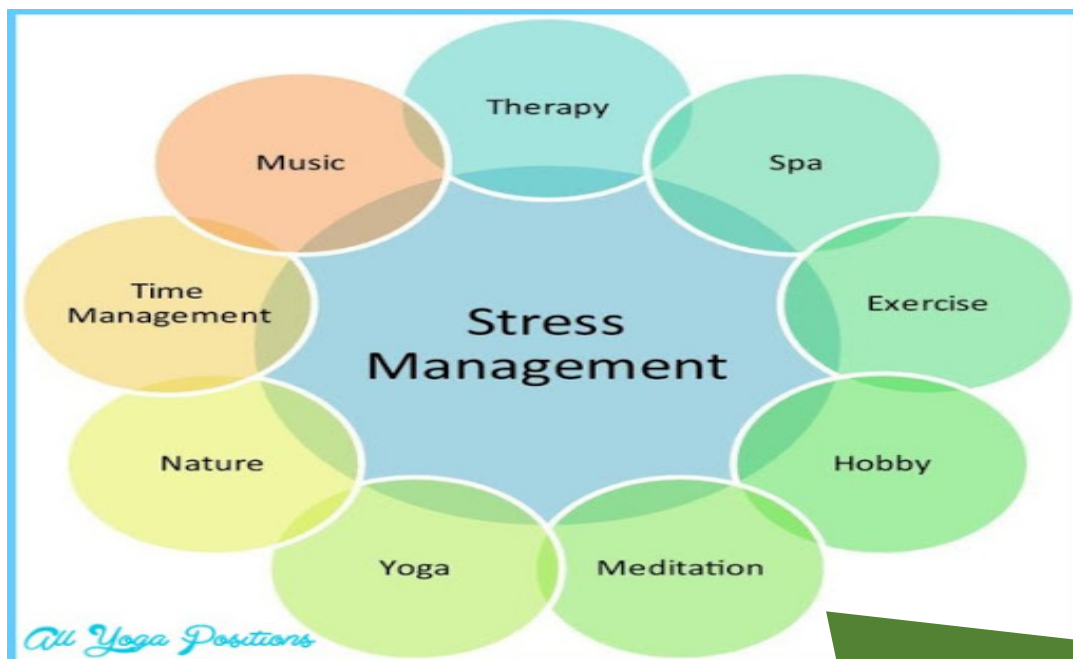 Therapy
Spa
Exercise
Hobby
Meditation
Yoga
Nature
Time
Management
Music
Stress
Management
All Yoga Positions